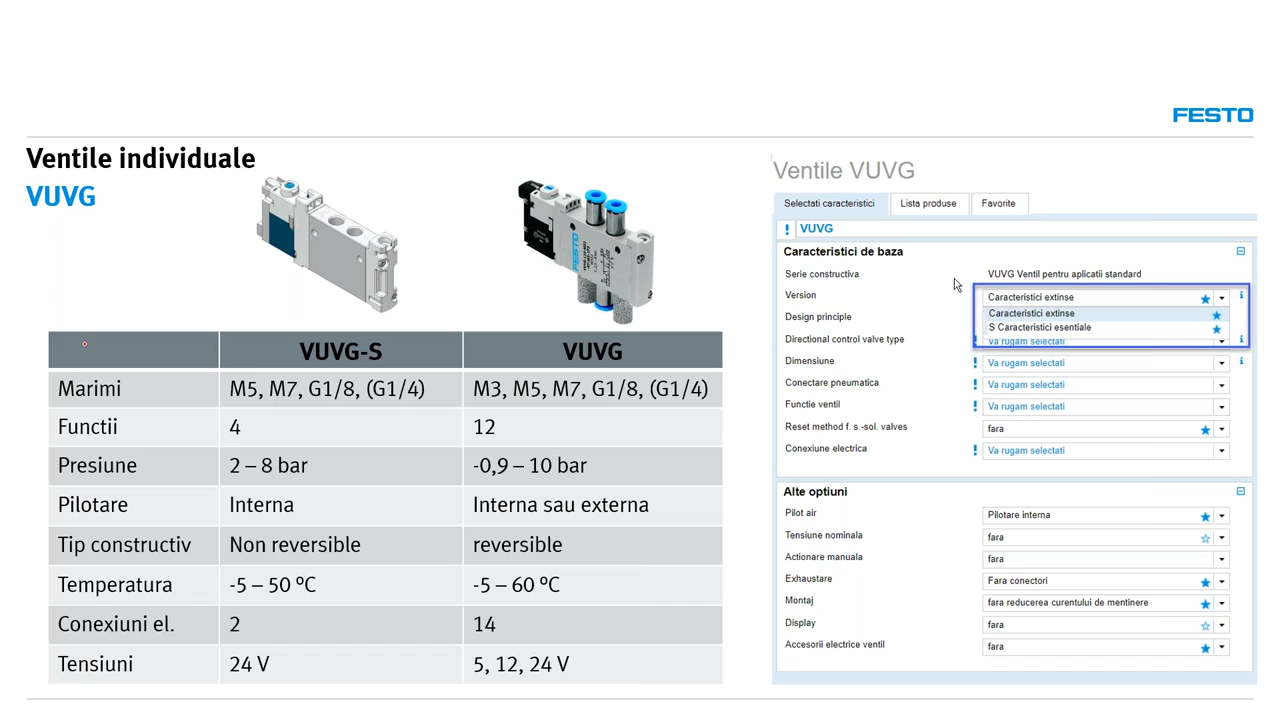 FESTO
Ventile individuale
VUVG
VUVG-S VUVG
Marimi M5, M7, G1/8, (G1/4) M3, M5, M7, G1/8, (G1/4)
Functii 4 12
Presiune 2 – 8 bar -0,9 – 10 bar
Pilotare Interna Interna sau externa
Tip constructiv Non reversible reversible
Temperatura -5 – 50 ºC -5 – 60 ºC
Conexiuni el. 2 14
Tensiuni 24 V 5, 12, 24 V
Ventile VUVG
Selectati caracteristici Lista produse Favorite
! VUVG
Caracteristici de baza
Serie constructiva VUVG Ventil pentru aplicatii standard
Version Caracteristici extinse
Caracteristici extinse
Design principle
S Caracteristici esentiale
Directional control valve type ! Va rugam selectati
Dimensiune ! Va rugam selectati
Conectare pneumatica ! Va rugam selectati
Functie ventil ! Va rugam selectati
Reset method f. s.-sol. valves fara
Conexiune electrica ! Va rugam selectati
Alte optiuni
Pilot air Pilotare interna
Tensiune nominala fara
Actionare manuala fara
Exhaustare Fara conectori
Montaj fara reducerea curentului de mentinere
Display fara
Accesorii electrice ventil fara